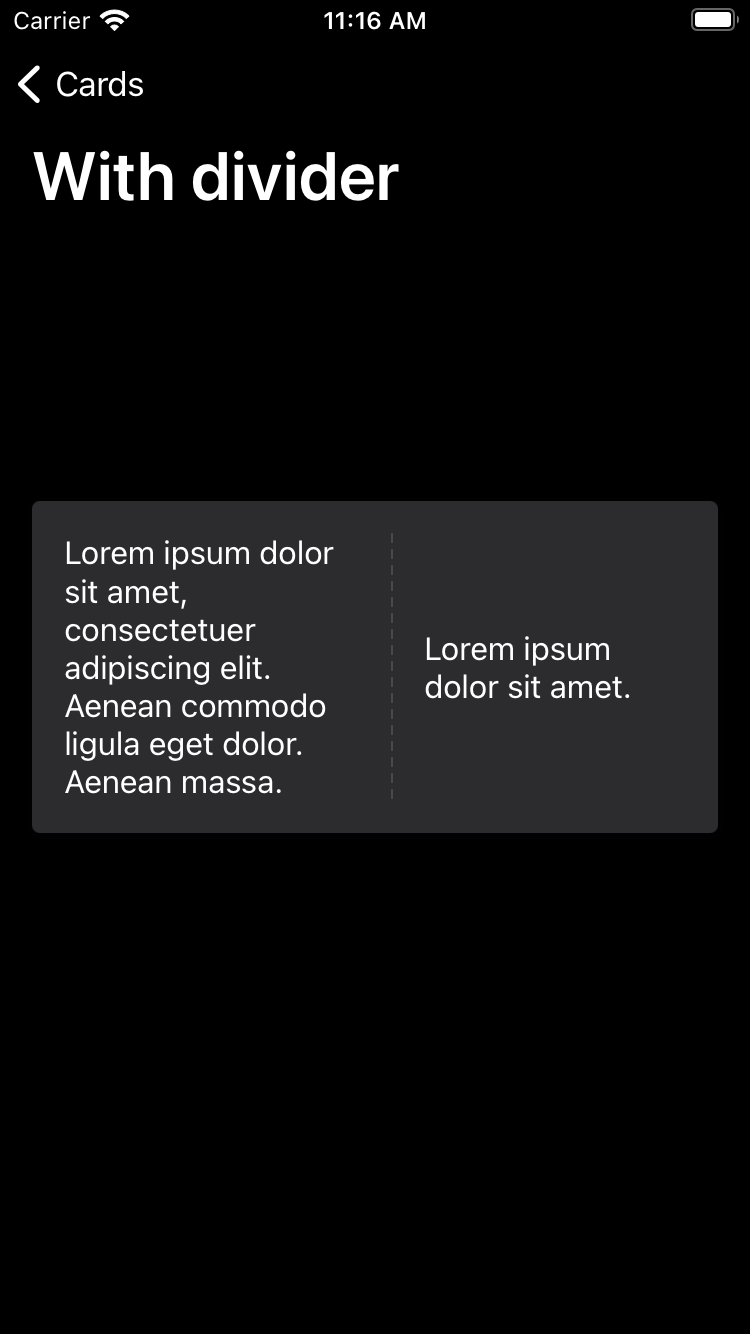 Carrier 11:16 AM
Cards
With divider
Lorem ipsum dolor
sit amet,
consectetuer
adipiscing elit.
Aenean commodo
ligula eget dolor.
Aenean massa.
Lorem ipsum
dolor sit amet.